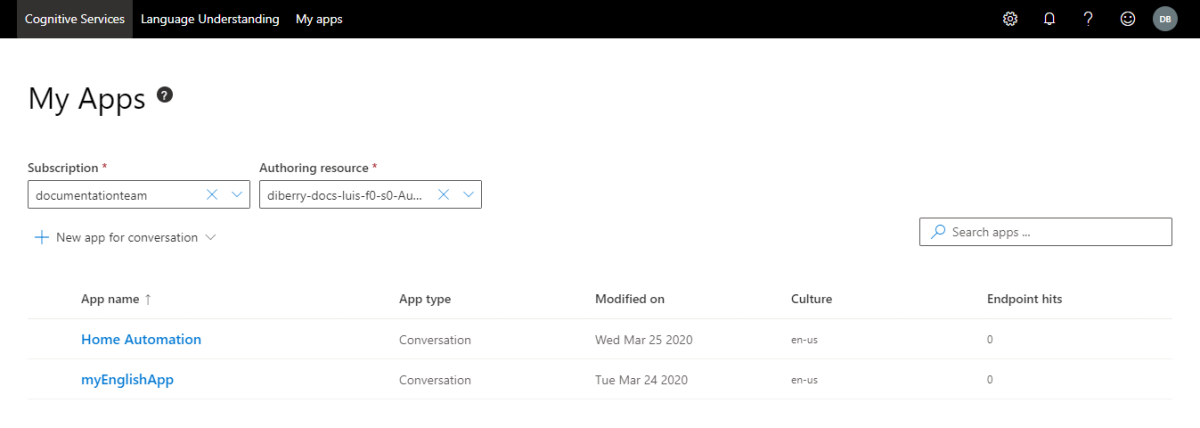 Cognitive Services Language Understanding My apps DB
My Apps ?
Subscription * Authoring resource *
documentationteam diberry-docs-luis-f0-s0-Au...
New app for conversation Search apps ...
App name ↑ App type Modified on Culture Endpoint hits
Home Automation Conversation Wed Mar 25 2020 en-us 0
myEnglishApp Conversation Tue Mar 24 2020 en-us 0